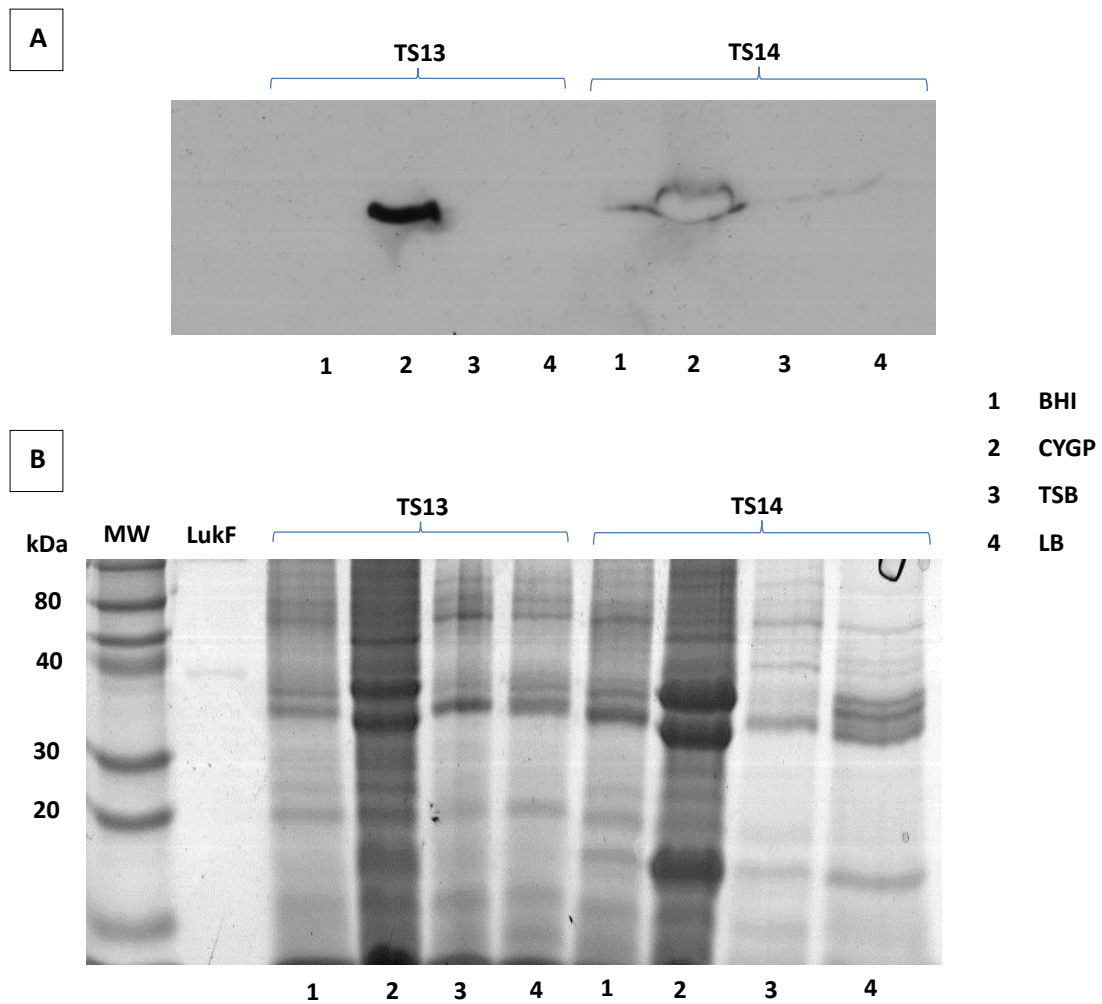 A
TS13 TS14
1 2 3 4 1 2 3 4
1 BHI
2 CYGP
3 TSB
4 LB
B
TS13 TS14
kDa MW LukF
80
40
30
20
1 2 3 4 1 2 3 4